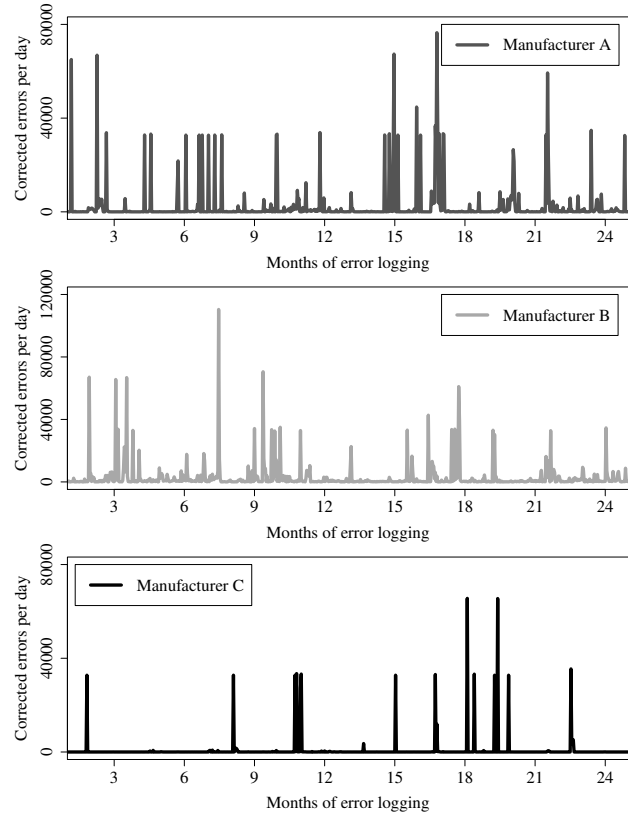 80000
Manufacturer A
40000
Corrected errors per day
0
3 6 9 12 15 18 21 24
Months of error logging
120000
Manufacturer B
80000
Corrected errors per day
40000
0
3 6 9 12 15 18 21 24
Months of error logging
80000
Manufacturer C
40000
Corrected errors per day
0
3 6 9 12 15 18 21 24
Months of error logging